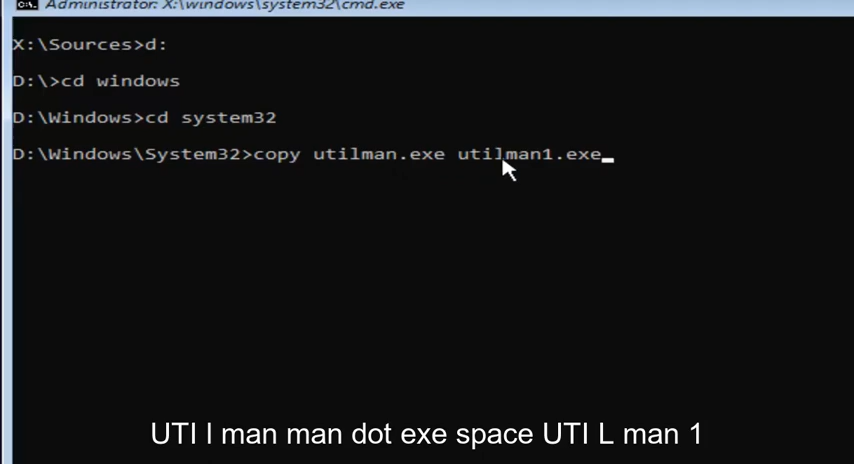 Administrator: X:\windows\system32\cmd.exe
X:\Sources>d:
D:\>cd windows
D:\Windows>cd system32
D:\Windows\System32>copy utilman.exe utilman1.exe
UTI l man man dot exe space UTI L man 1